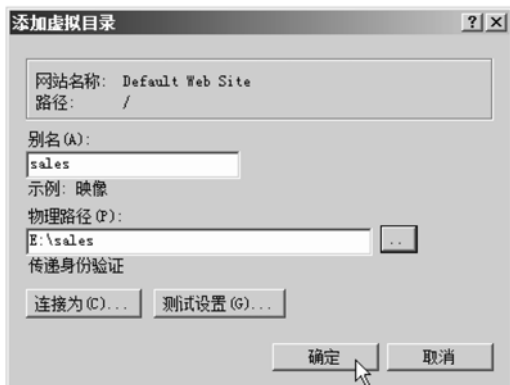 添加虚拟目录
网站名称: Default Web Site
路径: /
别名(A):
sales
示例: 映像
物理路径(P):
E:\sales
..
传递身份验证
连接为(C)... 测试设置(G)...
确定 取消